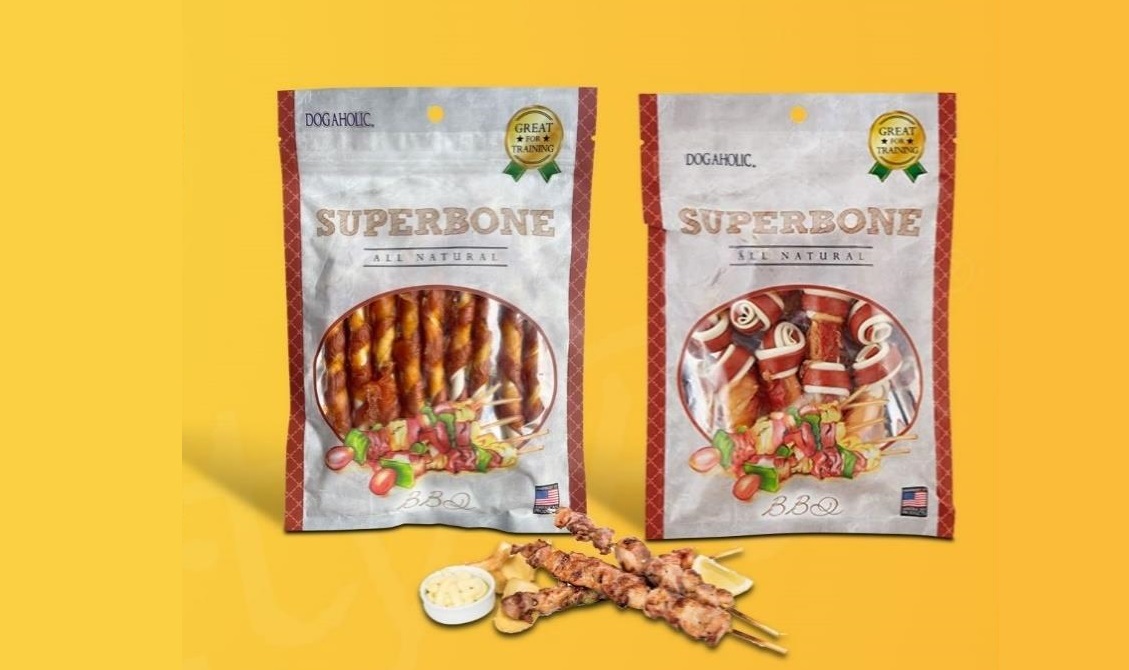 DOGAHOLIC
GREAT
FOR
TRAINING
SUPERBONE
ALL NATURAL
BBQ
DOGAHOLIC
GREAT
FOR
TRAINING
SUPERBONE
ALL NATURAL
BBQ